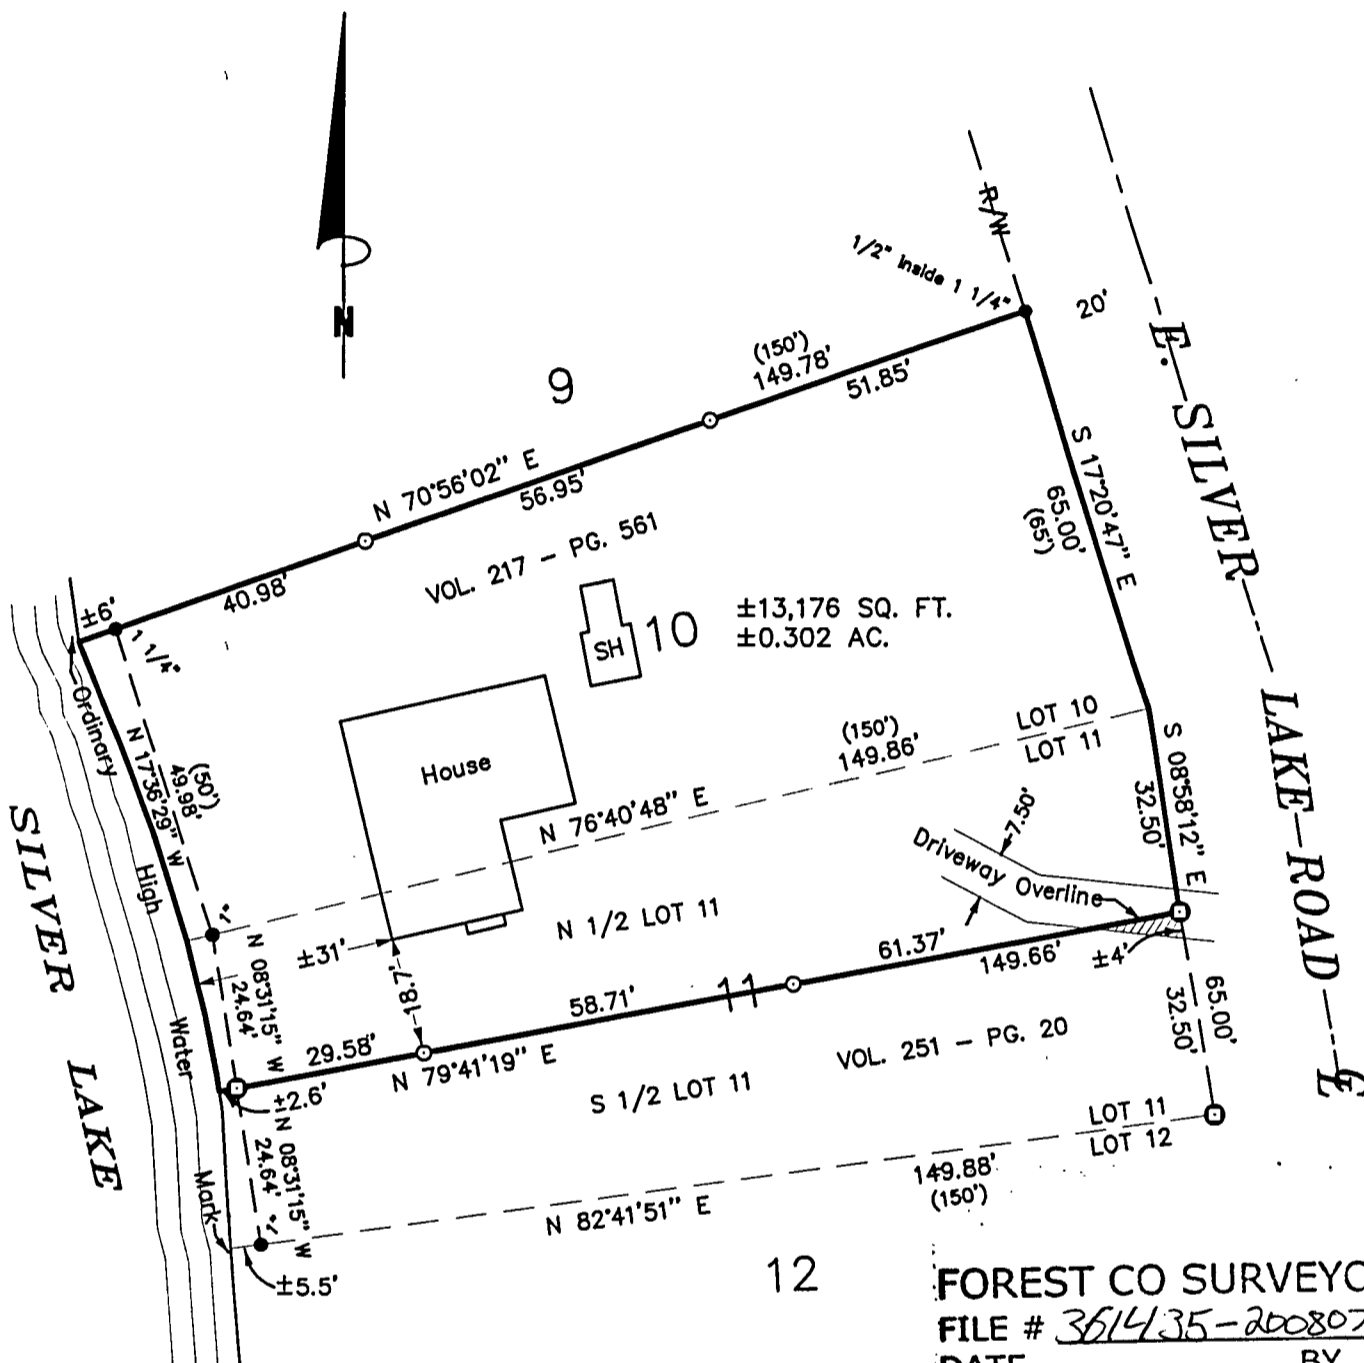 N
R/W
1/2" inside 1 1/4"
20'
E. SILVER LAKE ROAD
9
(150')
149.78'
51.85'
N 70°56'02" E
56.95'
40.98'
VOL. 217 - PG. 561
S 17°20'47" E
65.00'
(65')
±6'
1 1/4"
SH
10
±13,176 SQ. FT.
±0.302 AC.
Ordinary
High
Water
Mark
N 17°36'29" W
49.98'
(50')
House
(150')
149.86'
LOT 10
LOT 11
N 76°40'48" E
S 08°58'12" E
32.50'
7.50'
Driveway Overline
SILVER LAKE
N 1/2 LOT 11
±31'
18.7'
N 08°31'15" W
24.64'
61.37'
149.66'
±4'
58.71'
11
29.58'
N 79°41'19" E
65.00'
32.50'
VOL. 251 - PG. 20
S 1/2 LOT 11
±2.6'
±N 08°31'15" W
24.64'
LOT 11
LOT 12
149.88'
(150')
N 82°41'51" E
±5.5'
12
FOREST CO SURVEYO
FILE # 361435-200807
DATE BY